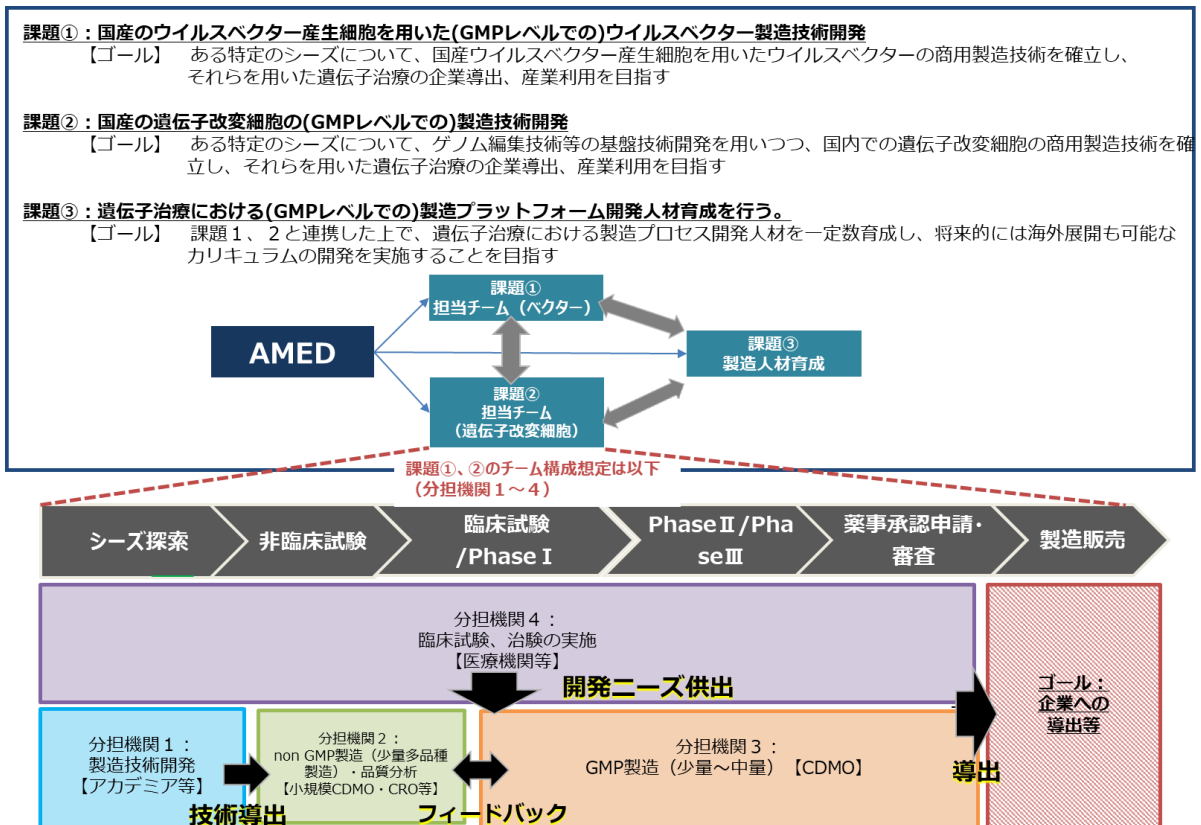 課題①：国産のウイルスベクター産生細胞を用いた(GMPレベルでの)ウイルスベクター製造技術開発
【ゴール】　ある特定のシーズについて、国産ウイルスベクター産生細胞を用いたウイルスベクターの商用製造技術を確立し、
それらを用いた遺伝子治療の企業導出、産業利用を目指す
課題②：国産の遺伝子改変細胞の(GMPレベルでの)製造技術開発
【ゴール】　ある特定のシーズについて、ゲノム編集技術等の基盤技術開発を用いつつ、国内での遺伝子改変細胞の商用製造技術を確
立し、それらを用いた遺伝子治療の企業導出、産業利用を目指す
課題③：遺伝子治療における(GMPレベルでの)製造プラットフォーム開発人材育成を行う。
【ゴール】　課題１、２と連携した上で、遺伝子治療における製造プロセス開発人材を一定数育成し、将来的には海外展開も可能な
カリキュラムの開発を実施することを目指す
課題①
担当チーム（ベクター）
AMED
課題③
製造人材育成
課題②
担当チーム
（遺伝子改変細胞）
課題①、②のチーム構成想定は以下
（分担機関１～４）
シーズ探索
非臨床試験
臨床試験
/PhaseⅠ
PhaseⅡ/Pha
seⅢ
薬事承認申請・
審査
製造販売
分担機関４：
臨床試験、治験の実施
【医療機関等】
開発ニーズ供出
ゴール：
企業への
導出等
分担機関１：
製造技術開発
【アカデミア等】
分担機関２：
non GMP製造（少量多品種
製造）・品質分析
【小規模CDMO・CRO等】
分担機関３：
GMP製造（少量～中量）【CDMO】
導出
技術導出
フィードバック